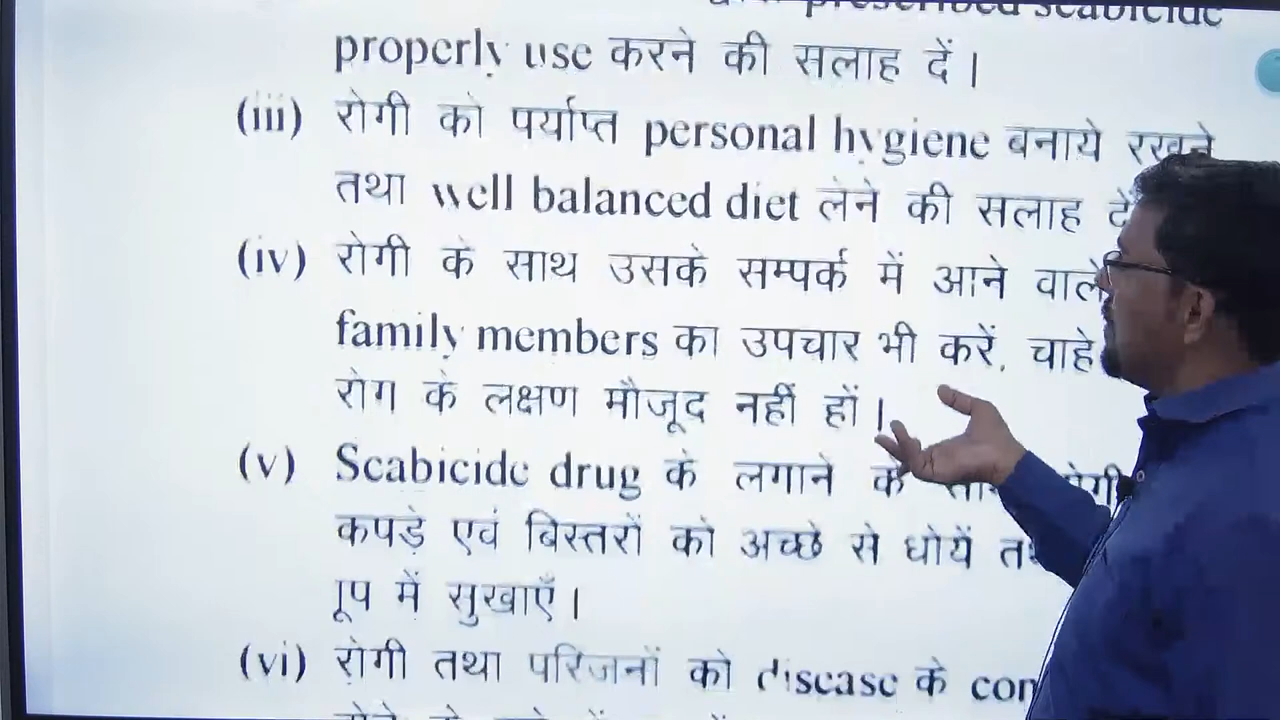 prescribed scabicide
properly use करने की सलाह दें।
(iii) रोगी को पर्याप्त personal hygiene बनाये रखने
तथा well balanced diet लेने की सलाह दें
(iv) रोगी के साथ उसके सम्पर्क में आने वाले
family members का उपचार भी करें, चाहे
रोग के लक्षण मौजूद नहीं हों।
(v) Scabicide drug के लगाने के
कपड़े एवं बिस्तरों को अच्छे से धोयें
में सुखाएँ।
(vi) रोगी तथा परिजनों को disease के